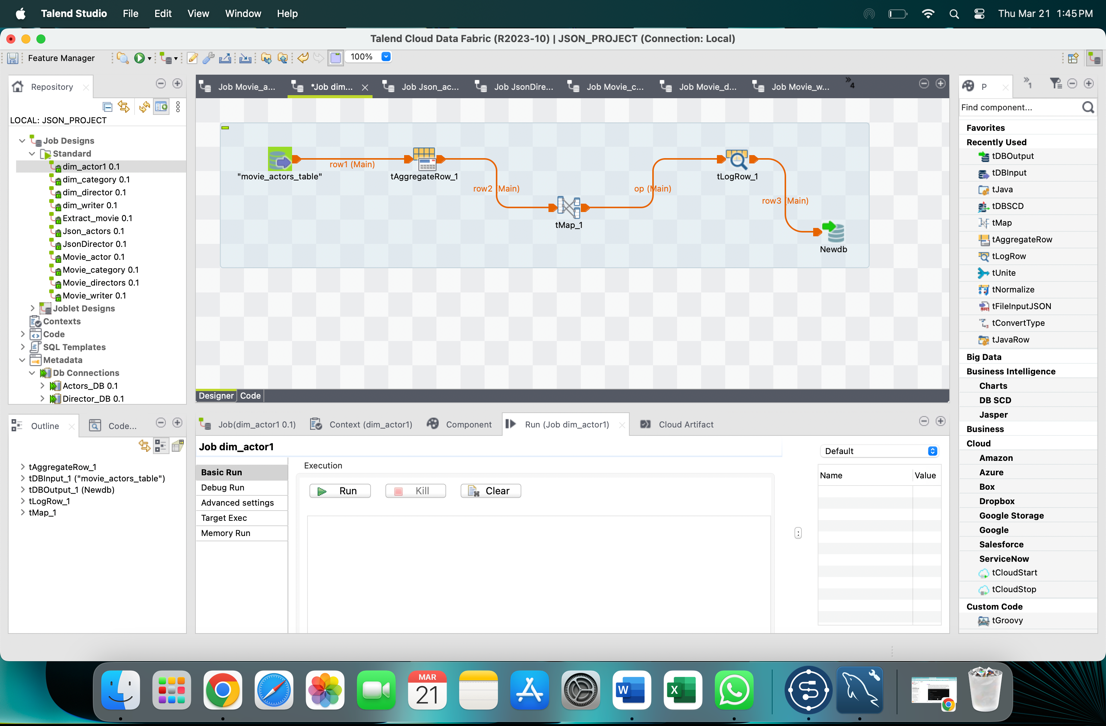 Talend Studio File Edit View Window Help Thu Mar 21 1:45 PM
Talend Cloud Data Fabric (R2023-10) | JSON_PROJECT (Connection: Local)
Feature Manager 100%
Repository
LOCAL: JSON_PROJECT
Job Designs
Standard
dim_actor1 0.1
dim_category 0.1
dim_director 0.1
dim_writer 0.1
Extract_movie 0.1
Json_actors 0.1
JsonDirector 0.1
Movie_actor 0.1
Movie_category 0.1
Movie_directors 0.1
Movie_writer 0.1
Joblet Designs
Contexts
Code
SQL Templates
Metadata
Db Connections
Actors_DB 0.1
Director_DB 0.1
Job Movie_a... *Job dim... Job Json_ac... Job JsonDire... Job Movie_c... Job Movie_d... Job Movie_w... 4
"movie_actors_table"
row1 (Main)
tAggregateRow_1
row2 (Main)
tMap_1
op (Main)
tLogRow_1
row3 (Main)
Newdb
Designer Code
P 1
Find component...
Favorites
Recently Used
tDBOutput
tDBInput
tJava
tDBSCD
tMap
tAggregateRow
tLogRow
tUnite
tNormalize
tFileInputJSON
tConvertType
tJavaRow
Big Data
Business Intelligence
Charts
DB SCD
Jasper
Business
Cloud
Amazon
Azure
Box
Dropbox
Google Storage
Google
Salesforce
ServiceNow
tCloudStart
tCloudStop
Custom Code
tGroovy
Outline Code...
tAggregateRow_1
tDBInput_1 ("movie_actors_table")
tDBOutput_1 (Newdb)
tLogRow_1
tMap_1
Job(dim_actor1 0.1) Context (dim_actor1) Component Run (Job dim_actor1) Cloud Artifact
Job dim_actor1
Basic Run
Debug Run
Advanced settings
Target Exec
Memory Run
Execution
Run Kill Clear
Default
Name Value
MAR
21
W
X